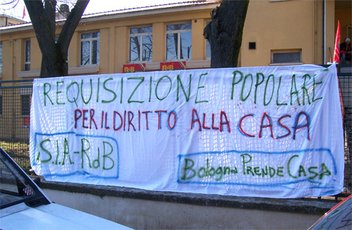 REQUISIZIONE POPOLARE
PER IL DIRITTO ALLA CASA
S.I.A-RdB
Bologna PRENDE CASA